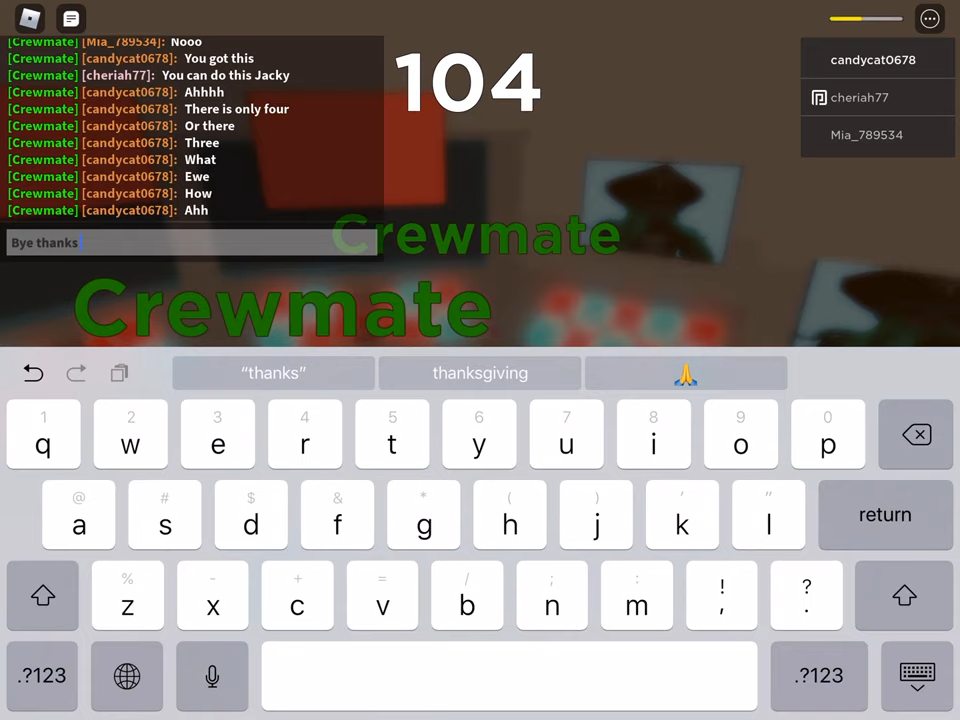 [Crewmate] [Mia_789534]: Nooo
[Crewmate] [candycat0678]: You got this
[Crewmate] [cheriah77]: You can do this Jacky
[Crewmate] [candycat0678]: Ahhhh
[Crewmate] [candycat0678]: There is only four
[Crewmate] [candycat0678]: Or there
[Crewmate] [candycat0678]: Three
[Crewmate] [candycat0678]: What
[Crewmate] [candycat0678]: Ewe
[Crewmate] [candycat0678]: How
[Crewmate] [candycat0678]: Ahh
Bye thanks
104
candycat0678
cheriah77
Mia_789534
Crewmate
Crewmate
“thanks” thanksgiving 🙏
1 2 3 4 5 6 7 8 9 0
q w e r t y u i o p
@ # $ & * ( ) ' "
a s d f g h j k l return
% - + = / ; : ! ?
z x c v b n m , .
.?123 .?123